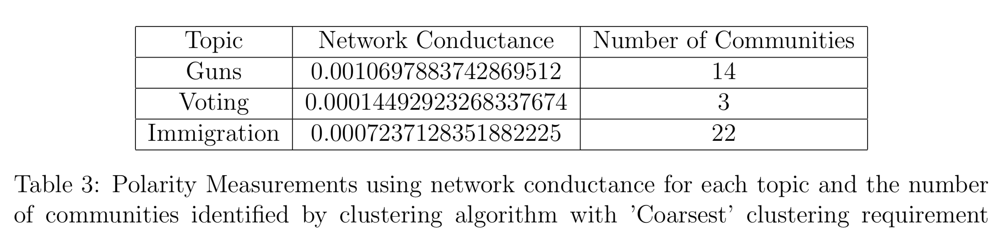 Topic Network Conductance Number of Communities
Guns 0.0010697883742869512 14
Voting 0.00014492923268337674 3
Immigration 0.0007237128351882225 22
Table 3: Polarity Measurements using network conductance for each topic and the number
of communities identified by clustering algorithm with ’Coarsest’ clustering requirement